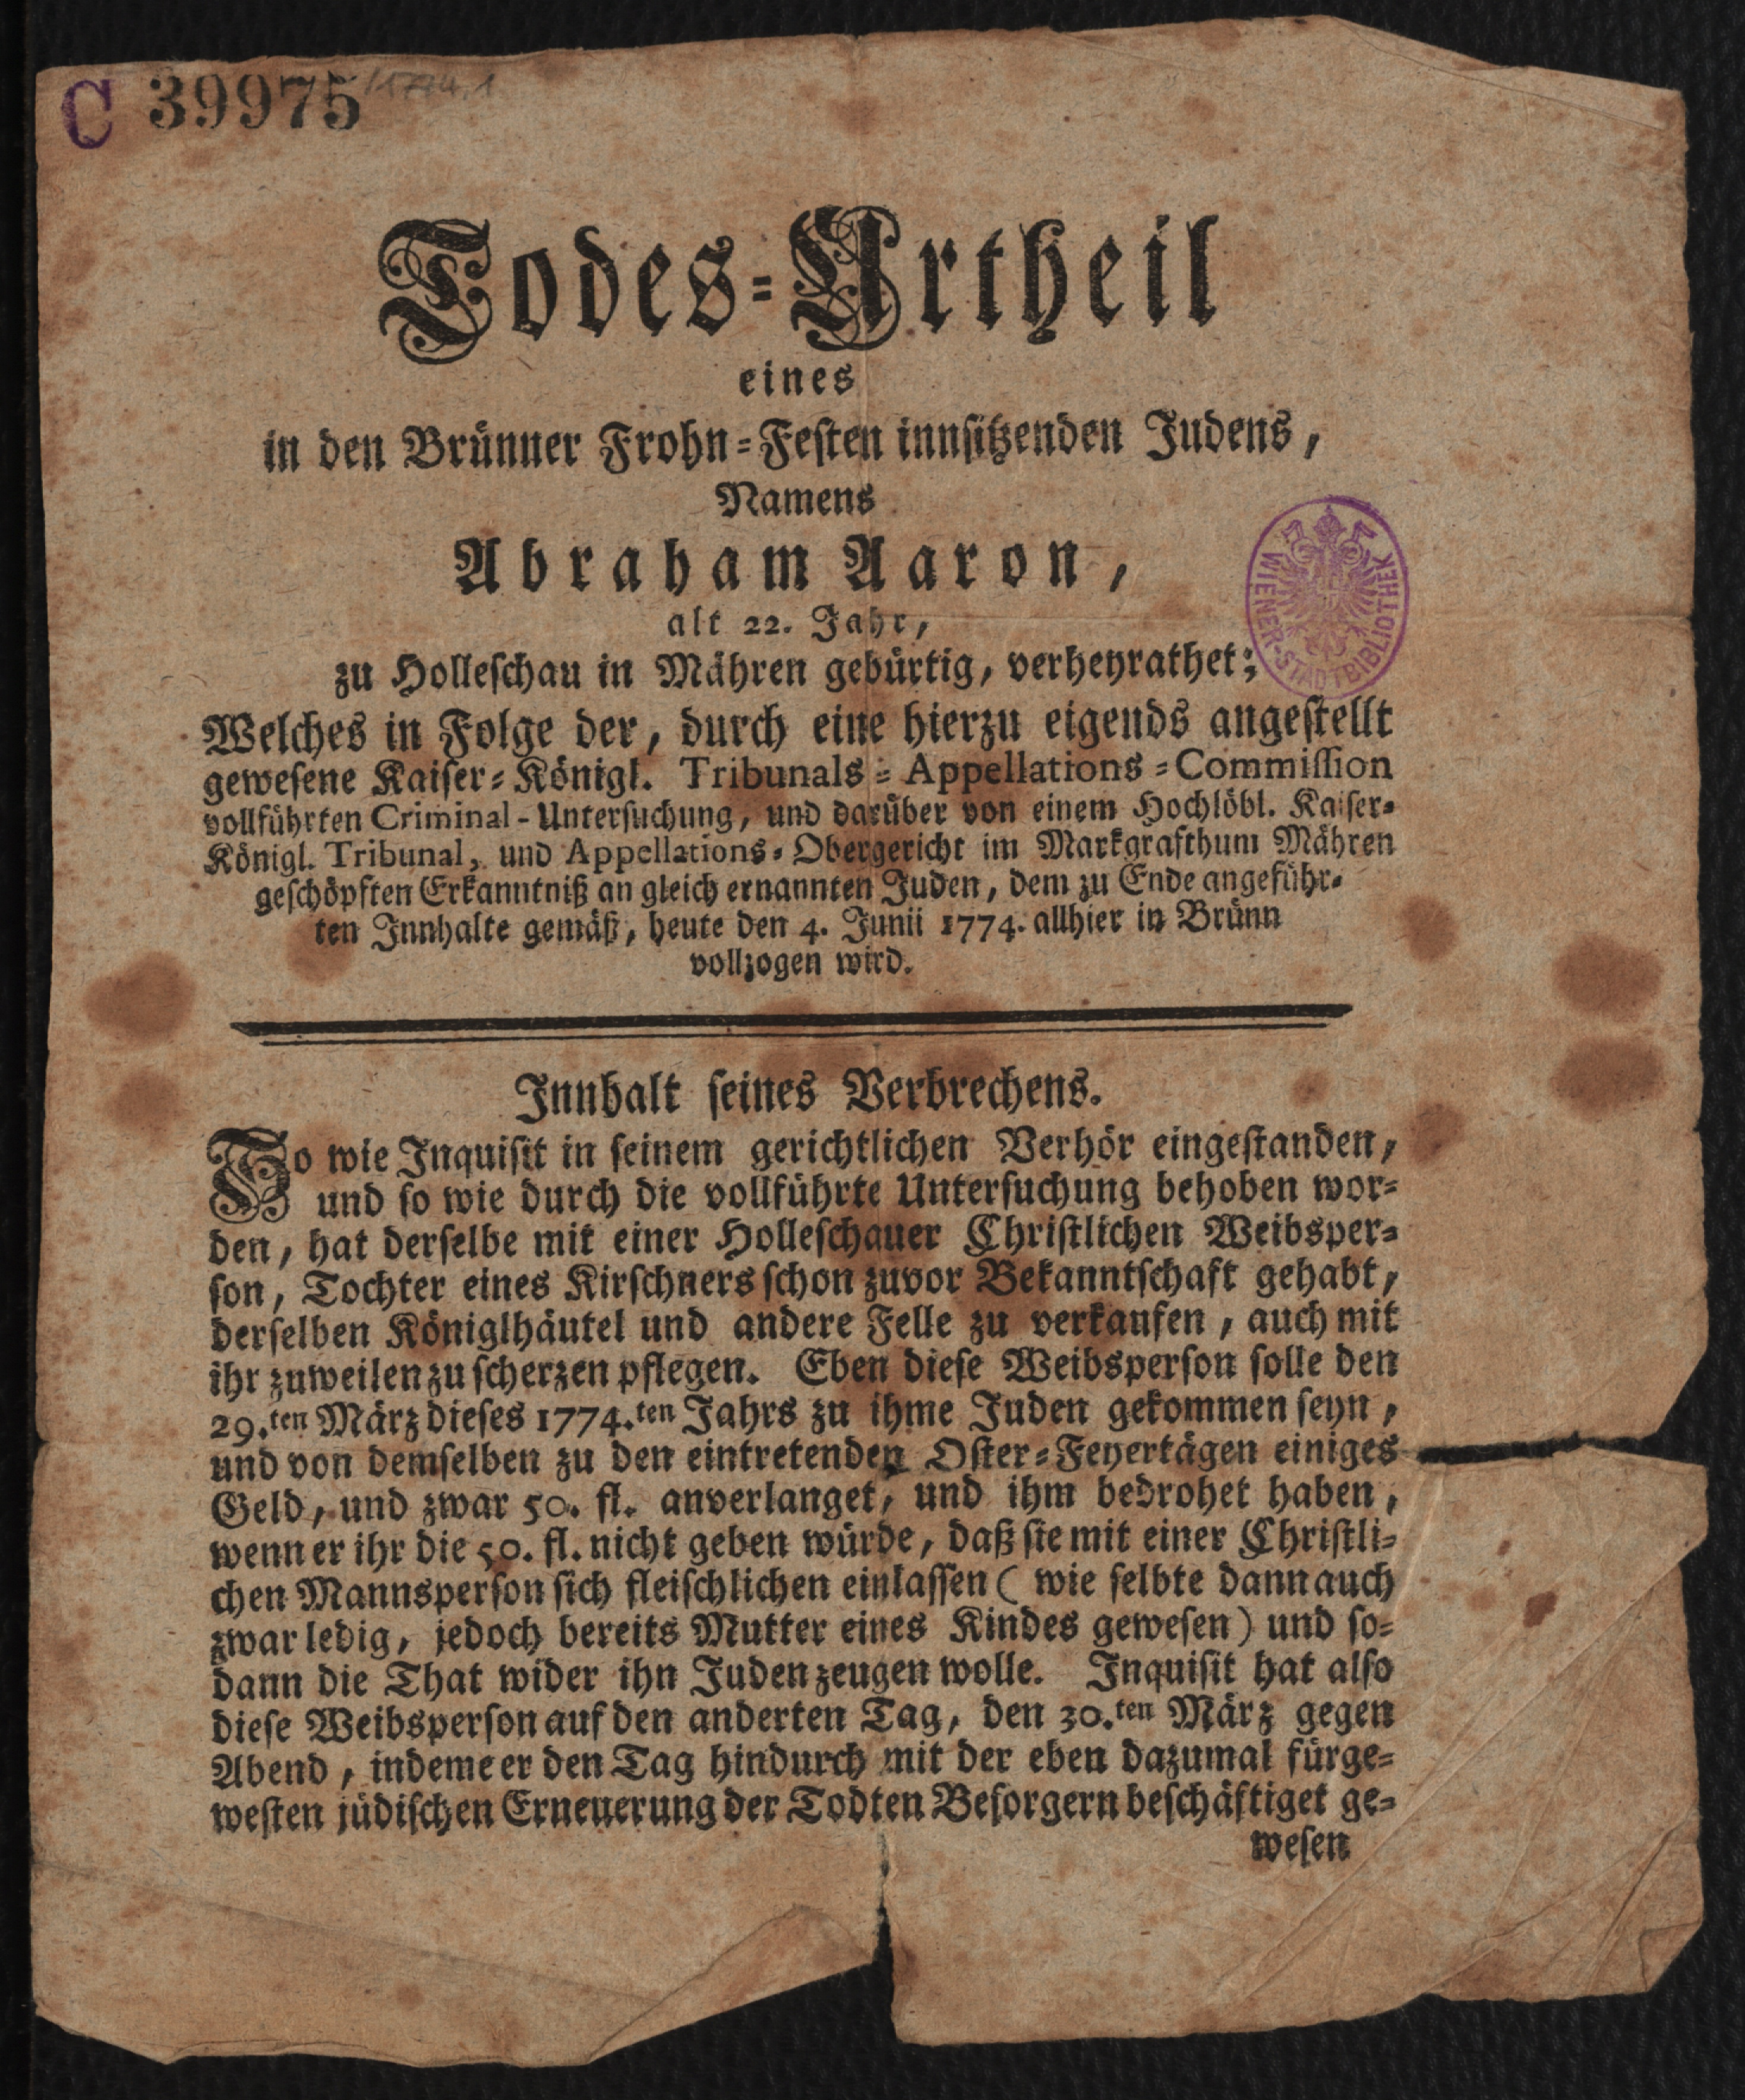 C 39975
Todes-Urtheil
eines
in den Brünner Frohn-Festen innsitzenden Judens,
Namens
Abraham Aaron,
alt 22. Jahr,
WIENER-STADTBIBLIOTHEK
zu Holleschau in Mähren gebürtig, verheyrathet;
Welches in Folge der, durch eine hierzu eigends angestellt
gewesene Kaiser-Königl. Tribunals-Appellations-Commission
vollführten Criminal-Untersuchung, und darüber von einem Hochlöbl. Kaiser-
Königl. Tribunal, und Appellations-Obergericht im Markgrafthum Mähren
geschöpften Erkanntniß an gleich ernannten Juden, dem zu Ende angeführ-
ten Innhalte gemäß, heute den 4. Junii 1774. allhier in Brünn
vollzogen wird.
Innhalt seines Verbrechens.
So wie Inquisit in seinem gerichtlichen Verhör eingestanden,
und so wie durch die vollführte Untersuchung behoben wor-
den, hat derselbe mit einer Holleschauer Christlichen Weibsper-
son, Tochter eines Kirschners schon zuvor Bekanntschaft gehabt,
derselben Königlhäutel und andere Felle zu verkaufen, auch mit
ihr zuweilen zu scherzen pflegen. Eben diese Weibsperson solle den
29.ten März dieses 1774.ten Jahrs zu ihme Juden gekommen seyn,
und von demselben zu den eintretenden Oster-Feyertägen einiges
Geld, und zwar 50. fl. anverlanget, und ihm bedrohet haben,
wenn er ihr die 50. fl. nicht geben würde, daß sie mit einer Christli-
chen Mannsperson sich fleischlichen einlassen ( wie selbte dann auch
zwar ledig, jedoch bereits Mutter eines Kindes gewesen) und so-
dann die That wider ihn Juden zeugen wolle. Inquisit hat also
diese Weibsperson auf den anderten Tag, den 30.ten März gegen
Abend, indeme er den Tag hindurch mit der eben dazumal fürge-
westen jüdischen Erneuerung der Todten Besorgern beschäftiget ge-
wesen